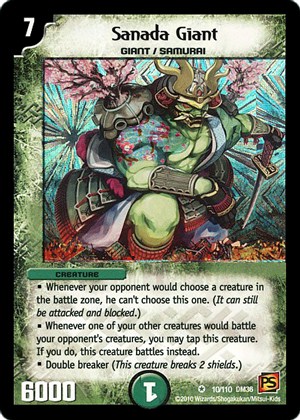 7
Sanada Giant
GIANT / SAMURAI
CREATURE
■ Whenever your opponent would choose a creature in
the battle zone, he can't choose this one. (It can still
be attacked and blocked.)
■ Whenever one of your other creatures would battle
your opponent's creatures, you may tap this creature.
If you do, this creature battles instead.
■ Double breaker (This creature breaks 2 shields.)
6000
1
10/110 DM36
©2010 Wizards/Shogakukan/Mitsui-Kids
PS